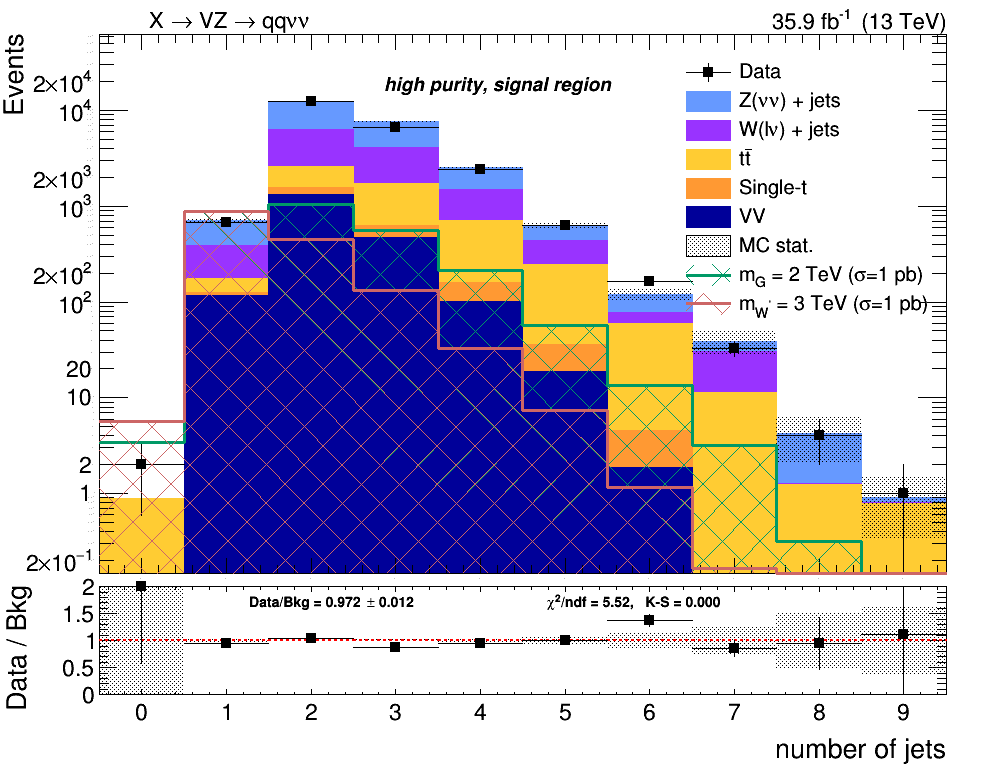 X → VZ → qqνν
35.9 fb⁻¹ (13 TeV)
Events
high purity, signal region
Data
Z(νν) + jets
W(lν) + jets
tt̄
Single-t
VV
MC stat.
m_G = 2 TeV (σ=1 pb)
m_W' = 3 TeV (σ=1 pb)
2×10⁴
10⁴
2×10³
10³
2×10²
10²
20
10
2
1
2×10⁻¹
Data / Bkg
Data/Bkg = 0.972 ± 0.012
χ²/ndf = 5.52, K-S = 0.000
2
1.5
1
0.5
0
0 1 2 3 4 5 6 7 8 9
number of jets